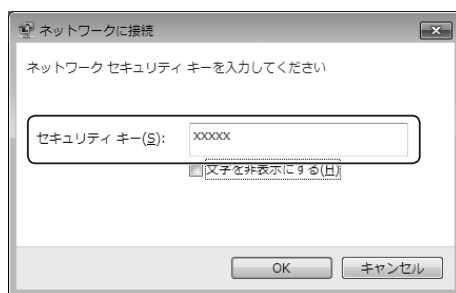 ネットワークに接続
ネットワーク セキュリティ キーを入力してください
セキュリティ キー(S): xxxxx
文字を非表示にする(H)
OK キャンセル